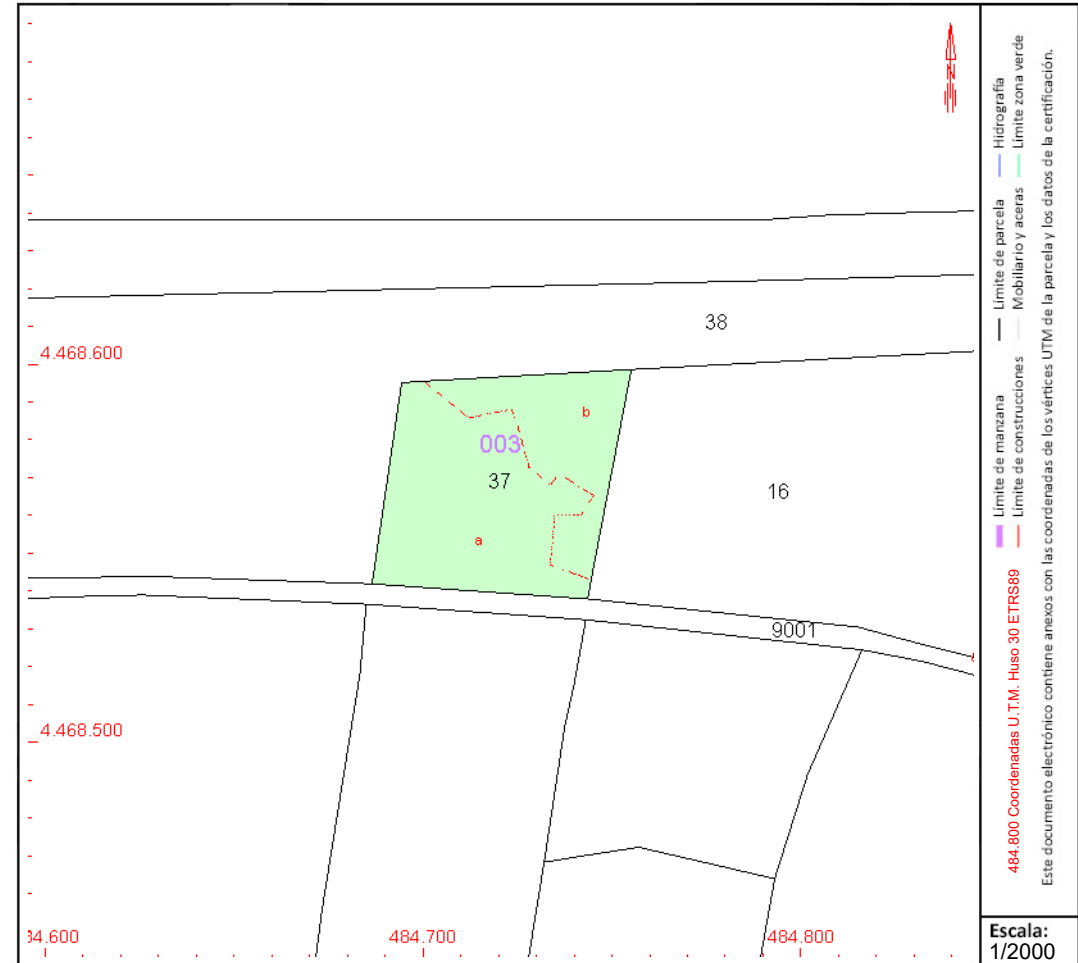 N
38
4.468.600
b
003
37
16
a
9001
4.468.500
484.700
484.800
Límite de manzana
Límite de parcela
Hidrografía
Límite de construcciones
Mobiliario y aceras
Límite zona verde
484.800 Coordenadas U.T.M. Huso 30 ETRS89
Este documento electrónico contiene anexos con las coordenadas de los vértices UTM de la parcela y los datos de la certificación.
Escala:
1/2000